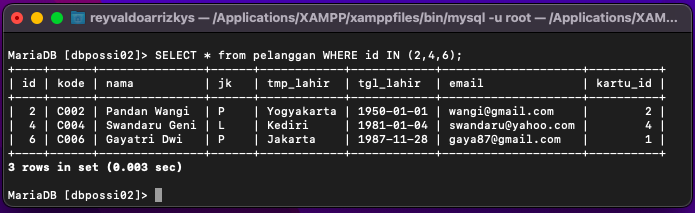 reyvaldoarrizkys — /Applications/XAMPP/xamppfiles/bin/mysql -u root — /Applications/XAM...
MariaDB [dbpossi02]> SELECT * from pelanggan WHERE id IN (2,4,6);
+----+------+---------------+------+------------+------------+--------------------+----------+
| id | kode | nama          | jk   | tmp_lahir  | tgl_lahir  | email              | kartu_id |
+----+------+---------------+------+------------+------------+--------------------+----------+
|  2 | C002 | Pandan Wangi  | P    | Yogyakarta | 1950-01-01 | wangi@gmail.com    |        2 |
|  4 | C004 | Swandaru Geni | L    | Kediri     | 1981-01-04 | swandaru@yahoo.com |        4 |
|  6 | C006 | Gayatri Dwi   | P    | Jakarta    | 1987-11-28 | gaya87@gmail.com   |        1 |
+----+------+---------------+------+------------+------------+--------------------+----------+
3 rows in set (0.003 sec)
MariaDB [dbpossi02]>